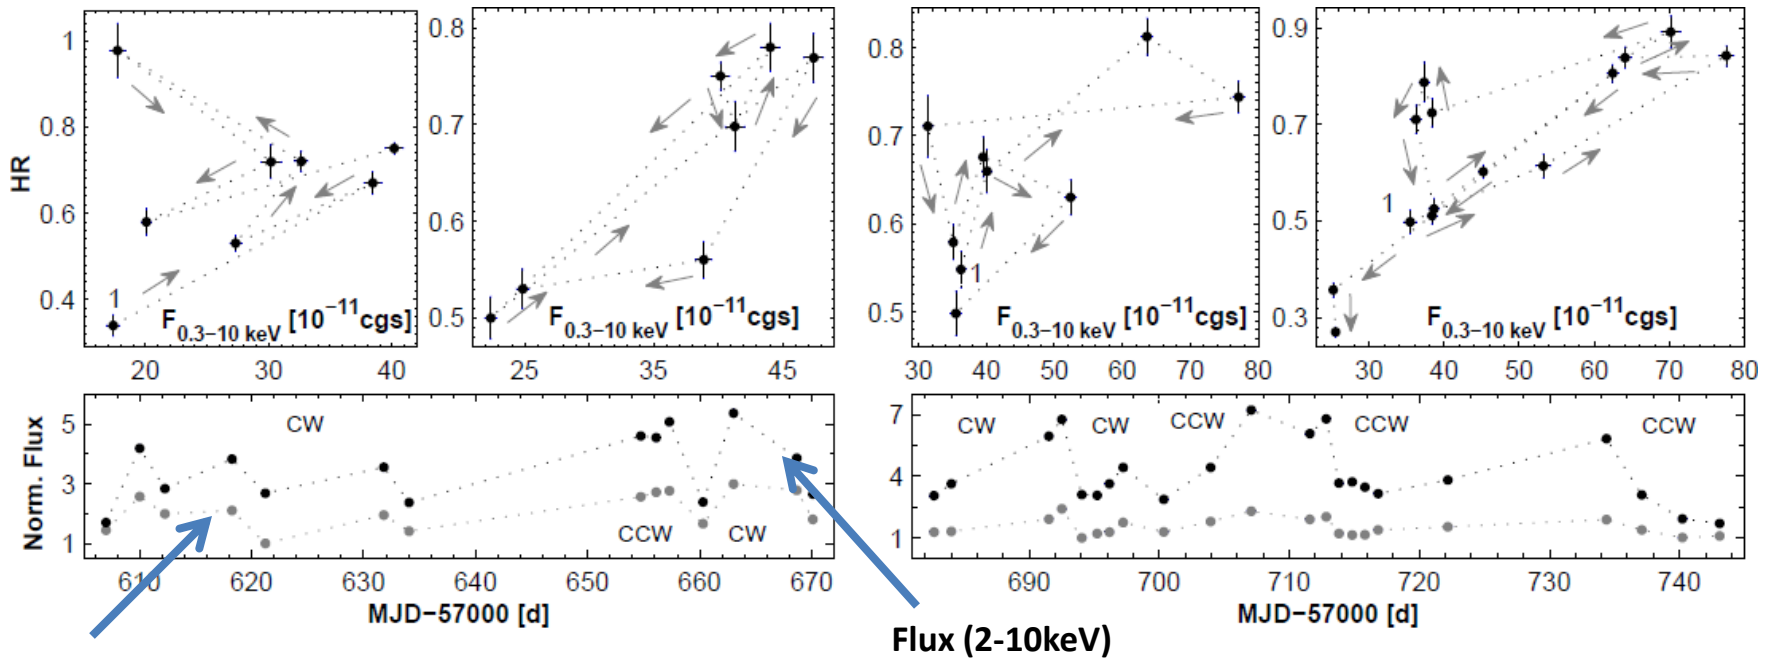 HR
1
0.8
0.6
0.4
1
F0.3−10 keV [10−11cgs]
20 30 40
0.8
0.7
0.6
0.5
F0.3−10 keV [10−11cgs]
25 35 45
0.8
0.7
0.6
0.5
1
F0.3−10 keV [10−11cgs]
30 40 50 60 70 80
0.9
0.7
0.5
0.3
1
F0.3−10 keV [10−11cgs]
30 40 50 60 70 80
Norm. Flux
5
3
1
CW
CCW CW
610 620 630 640 650 660 670
MJD−57000 [d]
7
4
1
CW CW CCW CCW CCW
690 700 710 720 730 740
MJD−57000 [d]
Flux (2-10keV)